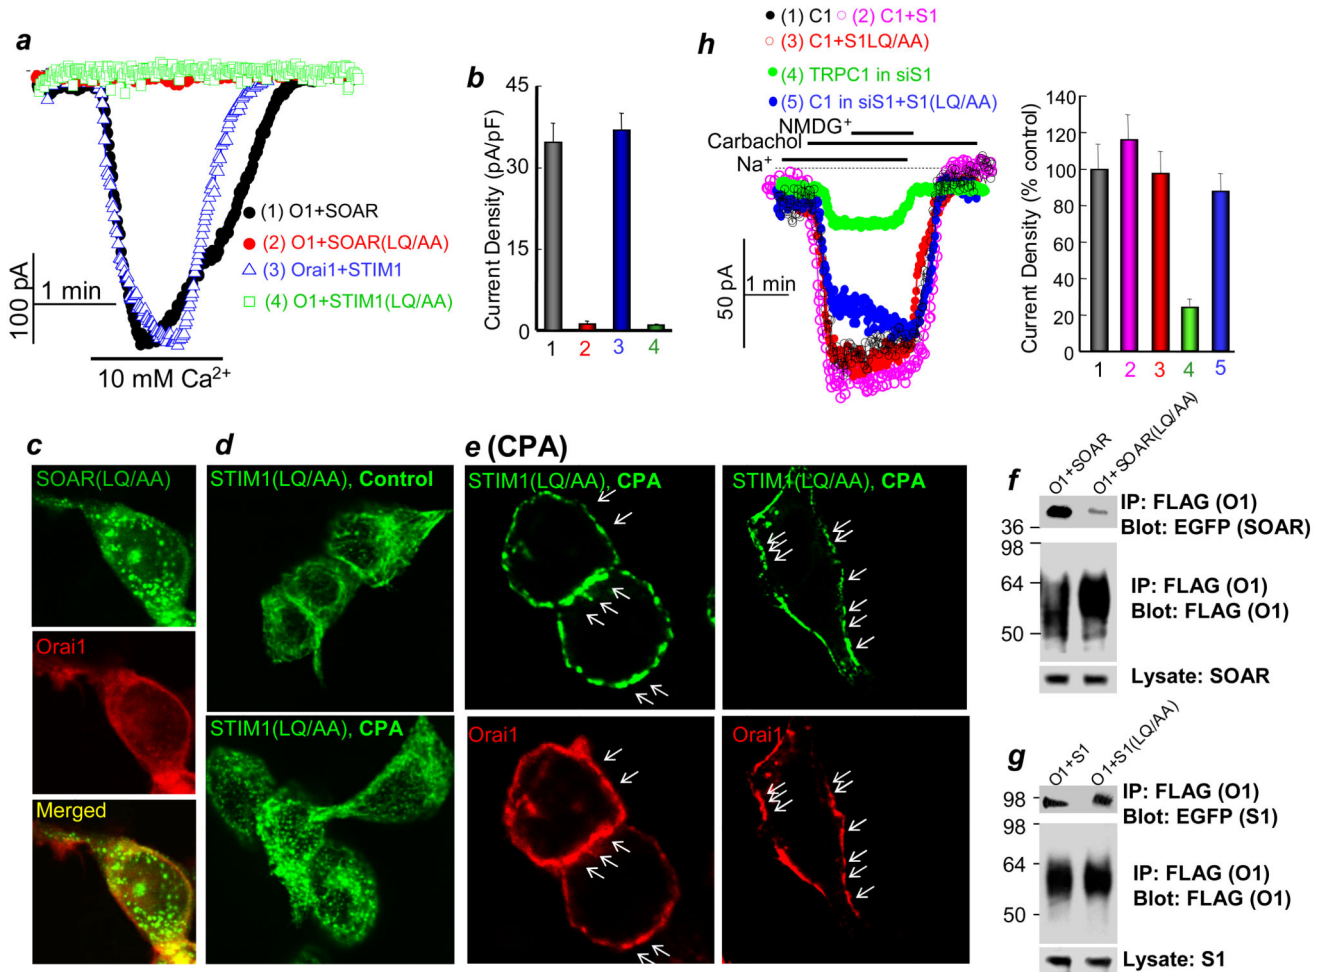 a
(1) O1+SOAR
(2) O1+SOAR(LQ/AA)
(3) Orai1+STIM1
(4) O1+STIM1(LQ/AA)
100 pA
1 min
10 mM Ca²⁺
b
Current Density (pA/pF)
45
30
15
0
1 2 3 4
h
(1) C1 (2) C1+S1
(3) C1+S1LQ/AA)
(4) TRPC1 in siS1
(5) C1 in siS1+S1(LQ/AA)
NMDG⁺
Carbachol
Na⁺
50 pA
1 min
Current Density (% control)
140
120
100
80
60
40
20
0
1 2 3 4 5
c
SOAR(LQ/AA)
Orai1
Merged
d
STIM1(LQ/AA), Control
STIM1(LQ/AA), CPA
e (CPA)
STIM1(LQ/AA), CPA
STIM1(LQ/AA), CPA
Orai1
Orai1
f
O1+SOAR
O1+SOAR(LQ/AA)
IP: FLAG (O1)
Blot: EGFP (SOAR)
36
98
64
50
IP: FLAG (O1)
Blot: FLAG (O1)
Lysate: SOAR
g
O1+S1
O1+S1(LQ/AA)
98
IP: FLAG (O1)
Blot: EGFP (S1)
98
64
50
IP: FLAG (O1)
Blot: FLAG (O1)
Lysate: S1